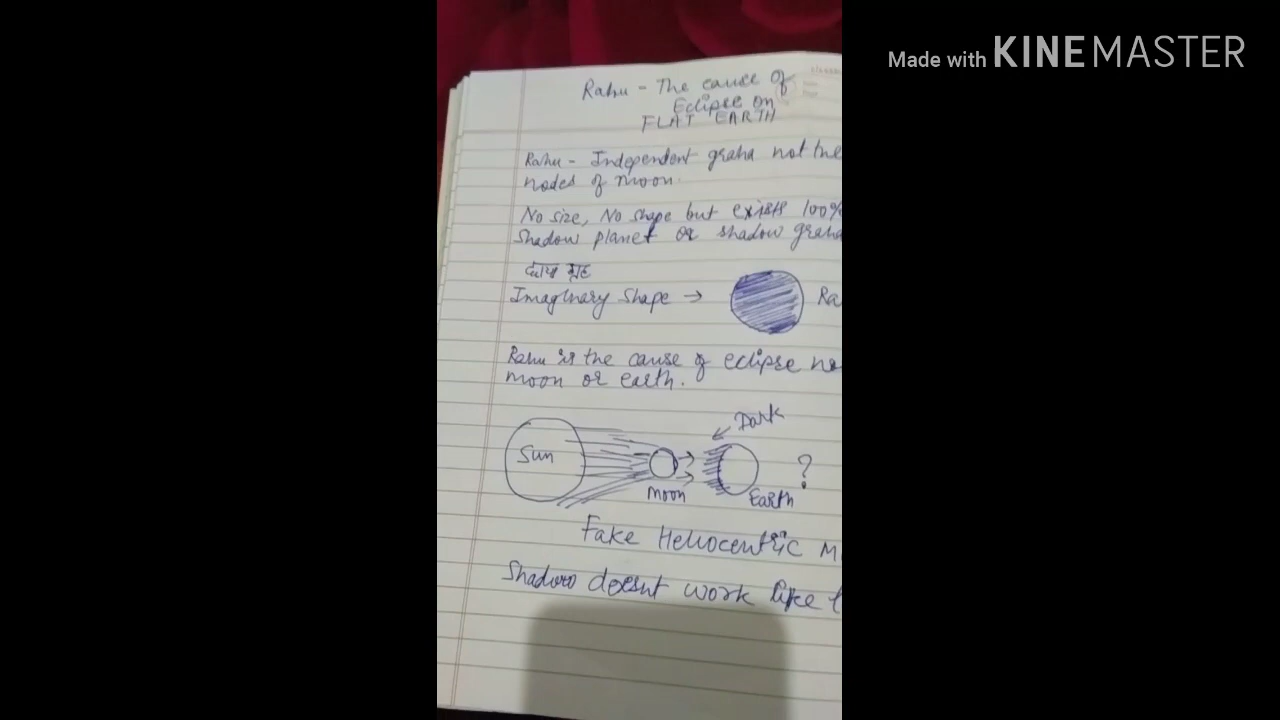 Made with KINEMASTER
Rahu - The cause of
Eclipse on
FLAT EARTH
Rahu - Independent graha not the
nodes of moon.
No size, No shape but exists 100%
Shadow planet or shadow graha
ग्रह
Imaginary Shape → Ra
Rahu is the cause of eclipse no
moon or earth.
Dark
Sun
?
Moon
Earth
Fake Heliocentric M
Shadow doesnt work like t